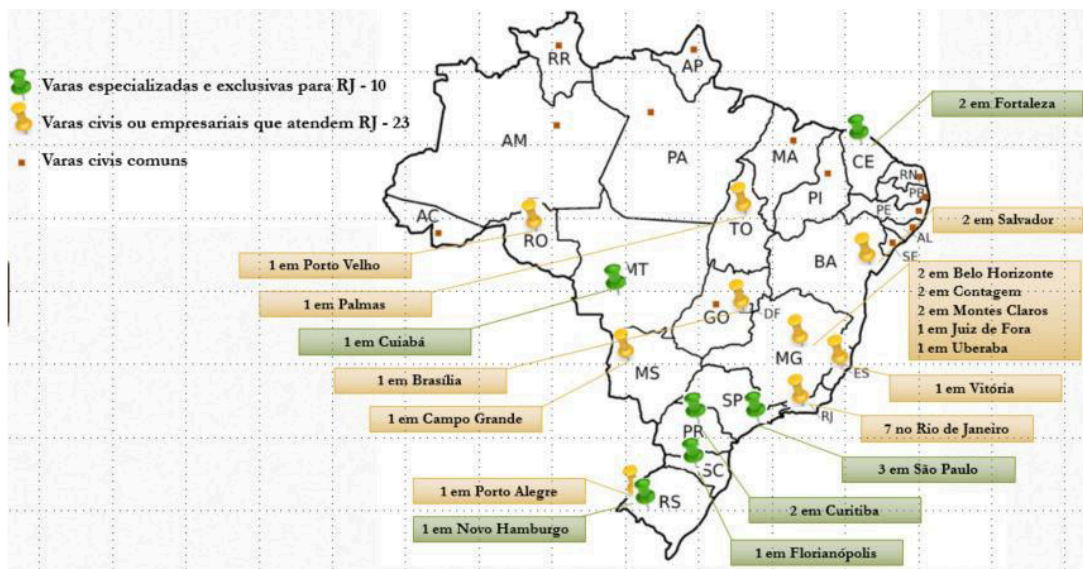 Varas especializadas e exclusivas para RJ - 10
Varas civis ou empresariais que atendem RJ - 23
Varas civis comuns
RR
AP
AM
PA
MA
CE
RN
PB
PI
PE
AC
RO
TO
AL
SE
BA
MT
GO
DF
MG
ES
MS
SP
RJ
PR
SC
RS
2 em Fortaleza
2 em Salvador
1 em Porto Velho
1 em Palmas
1 em Cuiabá
2 em Belo Horizonte
2 em Contagem
2 em Montes Claros
1 em Juiz de Fora
1 em Uberaba
1 em Brasília
1 em Vitória
1 em Campo Grande
7 no Rio de Janeiro
3 em São Paulo
1 em Porto Alegre
2 em Curitiba
1 em Novo Hamburgo
1 em Florianópolis